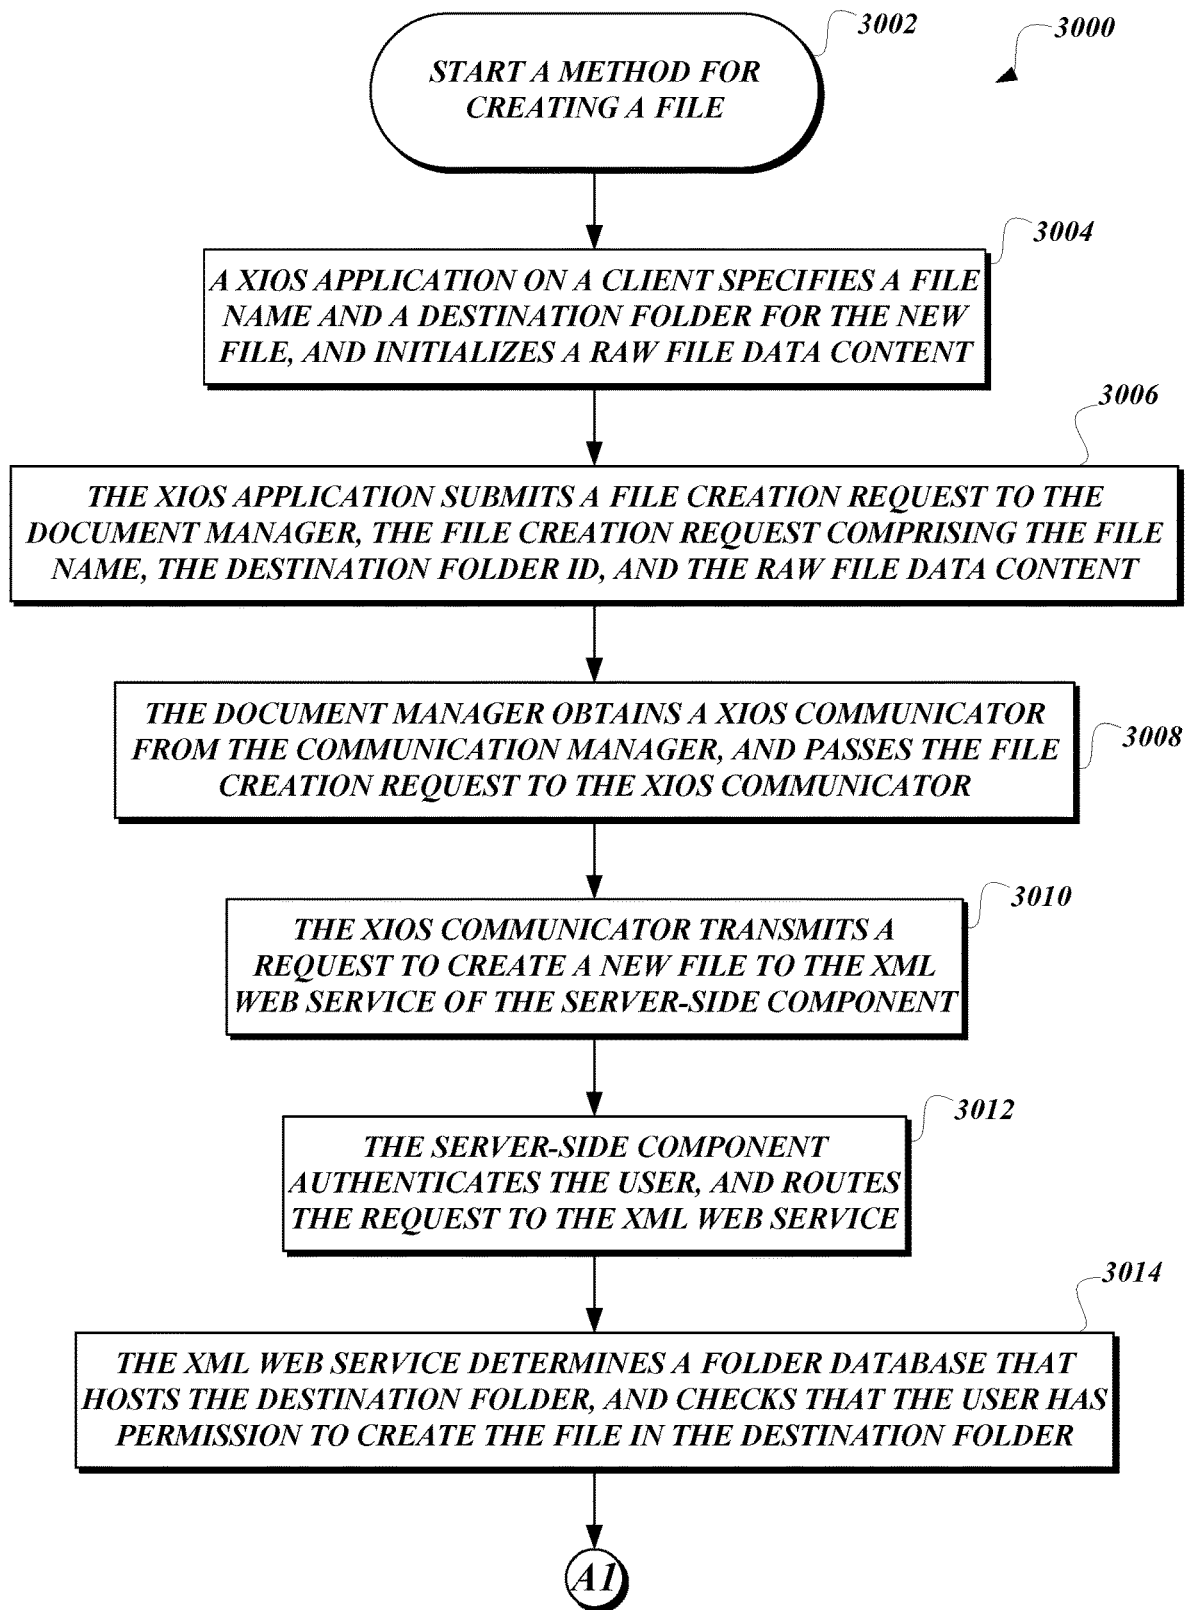 3002
3000
START A METHOD FOR
CREATING A FILE
3004
A XIOS APPLICATION ON A CLIENT SPECIFIES A FILE
NAME AND A DESTINATION FOLDER FOR THE NEW
FILE, AND INITIALIZES A RAW FILE DATA CONTENT
3006
THE XIOS APPLICATION SUBMITS A FILE CREATION REQUEST TO THE
DOCUMENT MANAGER, THE FILE CREATION REQUEST COMPRISING THE FILE
NAME, THE DESTINATION FOLDER ID, AND THE RAW FILE DATA CONTENT
THE DOCUMENT MANAGER OBTAINS A XIOS COMMUNICATOR
FROM THE COMMUNICATION MANAGER, AND PASSES THE FILE
CREATION REQUEST TO THE XIOS COMMUNICATOR
3008
3010
THE XIOS COMMUNICATOR TRANSMITS A
REQUEST TO CREATE A NEW FILE TO THE XML
WEB SERVICE OF THE SERVER-SIDE COMPONENT
3012
THE SERVER-SIDE COMPONENT
AUTHENTICATES THE USER, AND ROUTES
THE REQUEST TO THE XML WEB SERVICE
3014
THE XML WEB SERVICE DETERMINES A FOLDER DATABASE THAT
HOSTS THE DESTINATION FOLDER, AND CHECKS THAT THE USER HAS
PERMISSION TO CREATE THE FILE IN THE DESTINATION FOLDER
A1